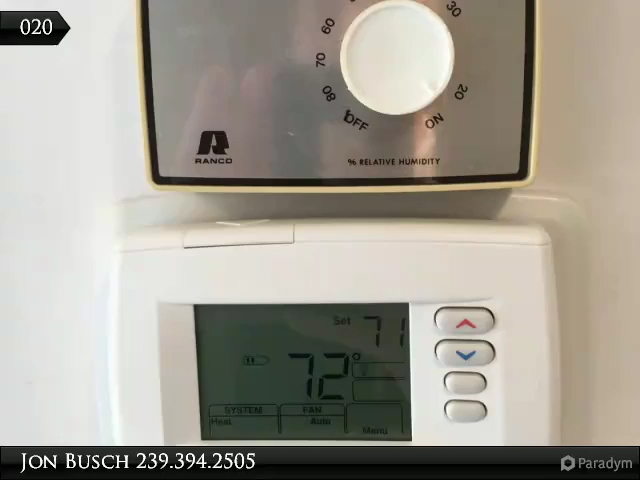 020
60
30
70
80
20
OFF
ON
RANCO
% RELATIVE HUMIDITY
Set 71
72°
SYSTEM FAN
Heat Auto
Menu
JON BUSCH 239.394.2505
Paradym